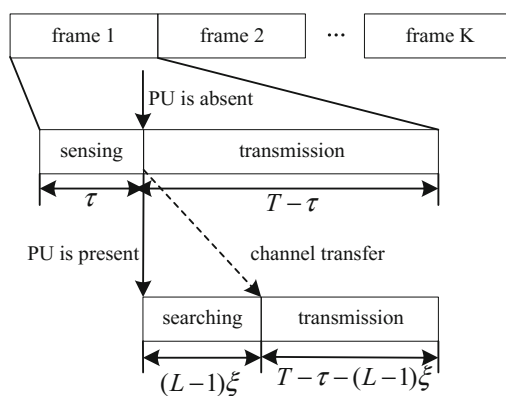 frame 1 frame 2 ... frame K
PU is absent
sensing transmission
τ T − τ
PU is present channel transfer
searching transmission
(L−1)ξ T − τ − (L−1)ξ